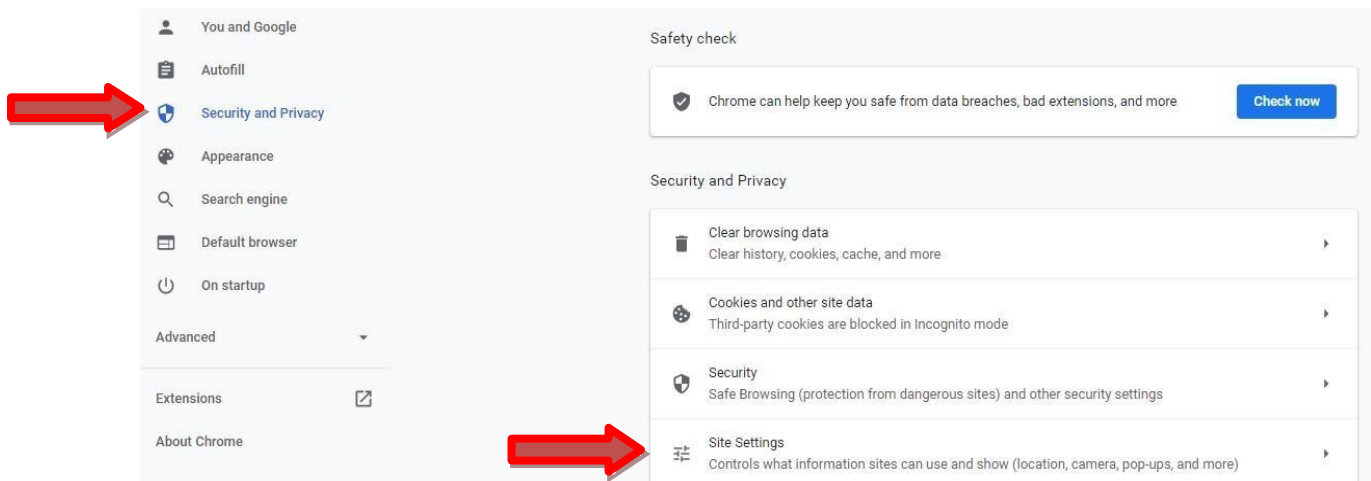 You and Google
Autofill
Security and Privacy
Appearance
Search engine
Default browser
On startup
Advanced
Extensions
About Chrome
Safety check
Chrome can help keep you safe from data breaches, bad extensions, and more
Check now
Security and Privacy
Clear browsing data
Clear history, cookies, cache, and more
Cookies and other site data
Third-party cookies are blocked in Incognito mode
Security
Safe Browsing (protection from dangerous sites) and other security settings
Site Settings
Controls what information sites can use and show (location, camera, pop-ups, and more)